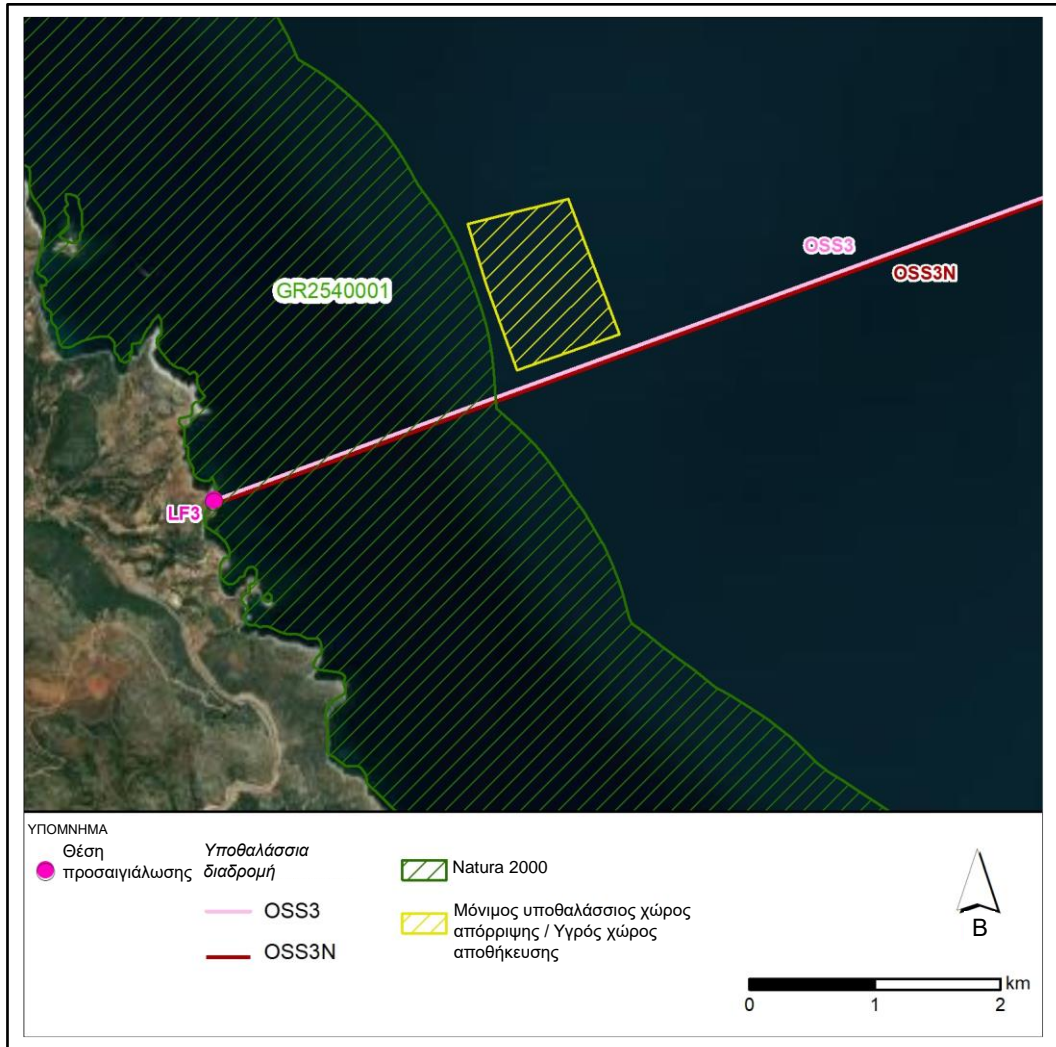 OSS3
OSS3N
GR2540001
LF3
ΥΠΟΜΝΗΜΑ
Θέση
προσαιγιάλωσης
Υποθαλάσσια
διαδρομή
OSS3
OSS3N
Natura 2000
Μόνιμος υποθαλάσσιος χώρος
απόρριψης / Υγρός χώρος
αποθήκευσης
Β
km
0 1 2